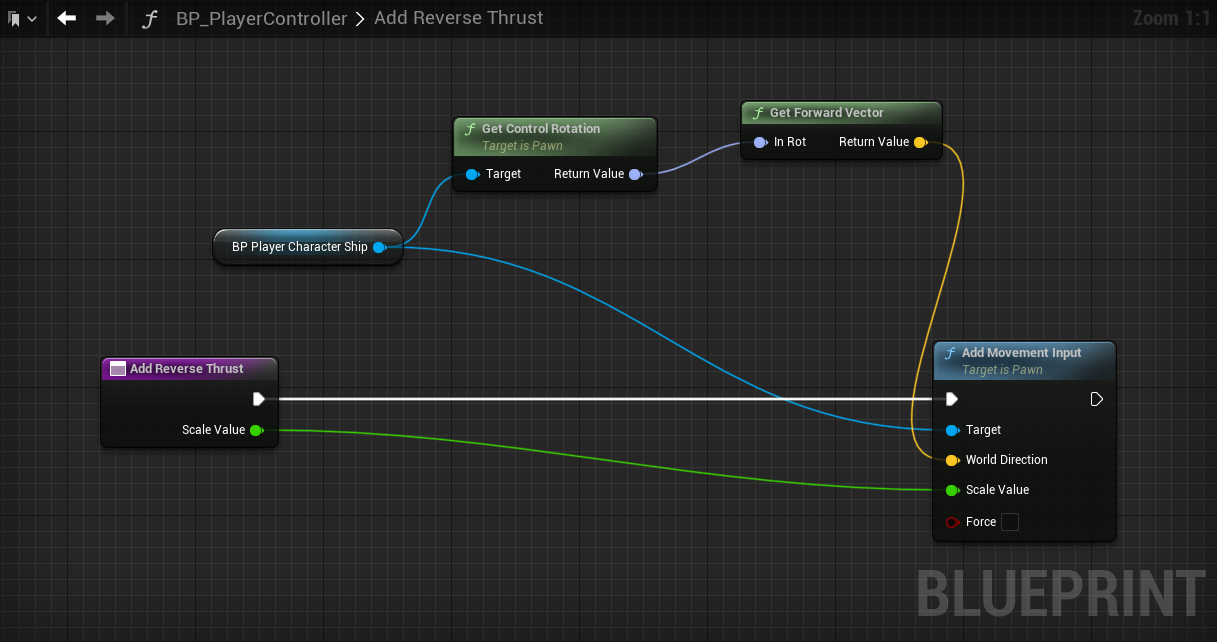 BP_PlayerController > Add Reverse Thrust
Zoom 1:1
Get Control Rotation
Target is Pawn
Target
Return Value
Get Forward Vector
In Rot
Return Value
BP Player Character Ship
Add Reverse Thrust
Scale Value
Add Movement Input
Target is Pawn
Target
World Direction
Scale Value
Force
BLUEPRINT